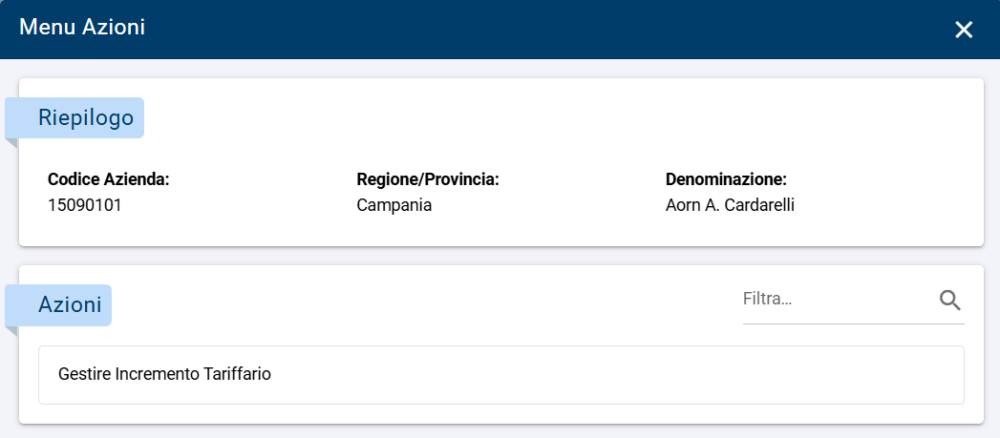 Menu Azioni
Riepilogo
Codice Azienda: Regione/Provincia: Denominazione:
15090101 Campania Aorn A. Cardarelli
Azioni
Filtra...
Gestire Incremento Tariffario